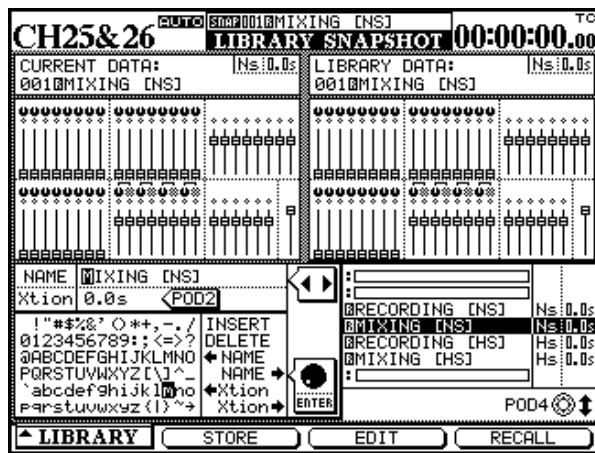 CH25&26 AUTO SNAP001 MIXING [NS] TC
LIBRARY SNAPSHOT 00:00:00.00
CURRENT DATA: Ns 0.0s
001 MIXING [NS]
LIBRARY DATA: Ns 0.0s
001 MIXING [NS]
NAME MIXING [NS]
Xtion 0.0s POD2
!"#$%&'()*+,-./
0123456789:;<=>?
@ABCDEFGHIJKLMNO
PQRSTUVWXYZ[\]^_
`abcdefghijklmno
pqrstuvwxyz{|}~→
INSERT
DELETE
←NAME
NAME→
←Xtion
Xtion→
ENTER
:
:
RECORDING [NS] Ns 0.0s
MIXING [NS] Ns 0.0s
RECORDING [HS] Hs 0.0s
MIXING [HS] Hs 0.0s
:
POD4
LIBRARY STORE EDIT RECALL